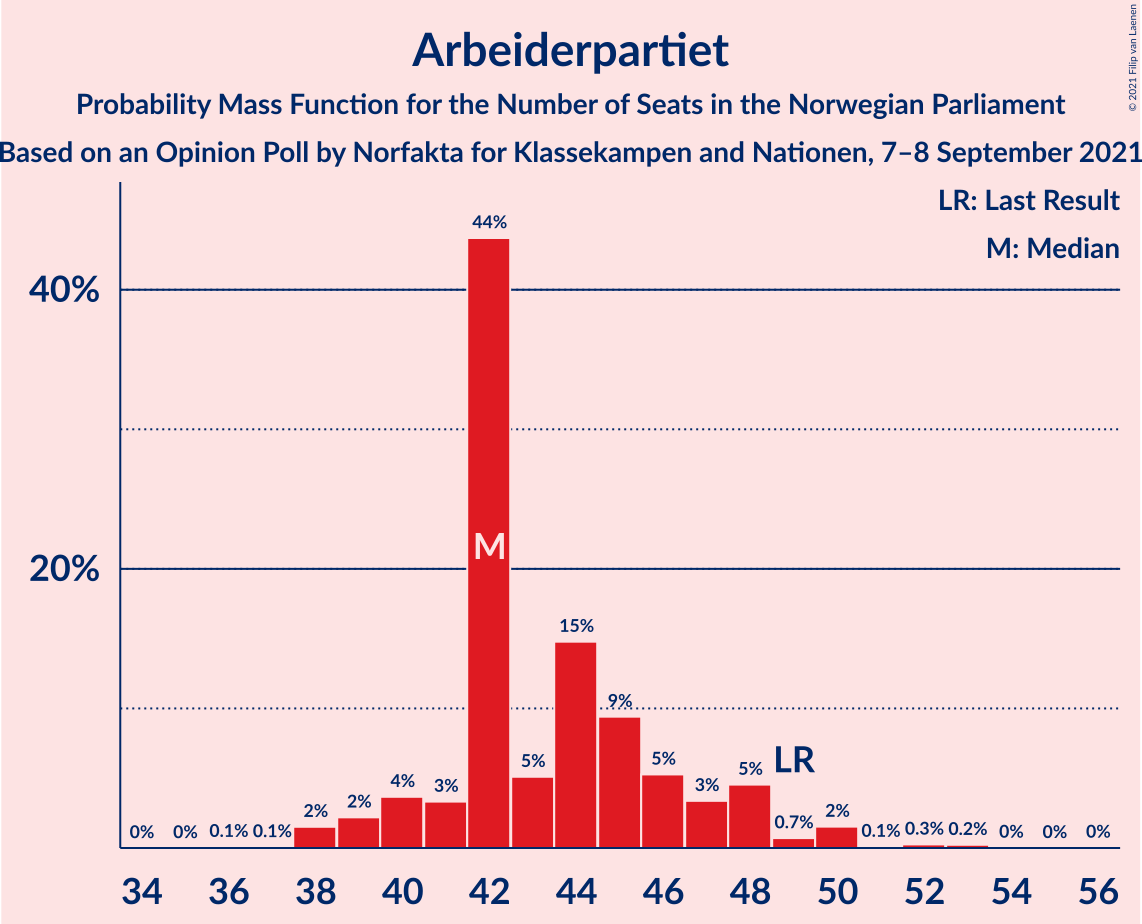 Arbeiderpartiet
Probability Mass Function for the Number of Seats in the Norwegian Parliament
Based on an Opinion Poll by Norfakta for Klassekampen and Nationen, 7–8 September 2021
© 2021 Filip van Laenen
LR: Last Result
M: Median
40%
20%
0%
0%
0.1%
0.1%
2%
2%
4%
3%
44%
M
5%
15%
9%
5%
3%
5%
LR
0.7%
2%
0.1%
0.3%
0.2%
0%
0%
0%
34 36 38 40 42 44 46 48 50 52 54 56